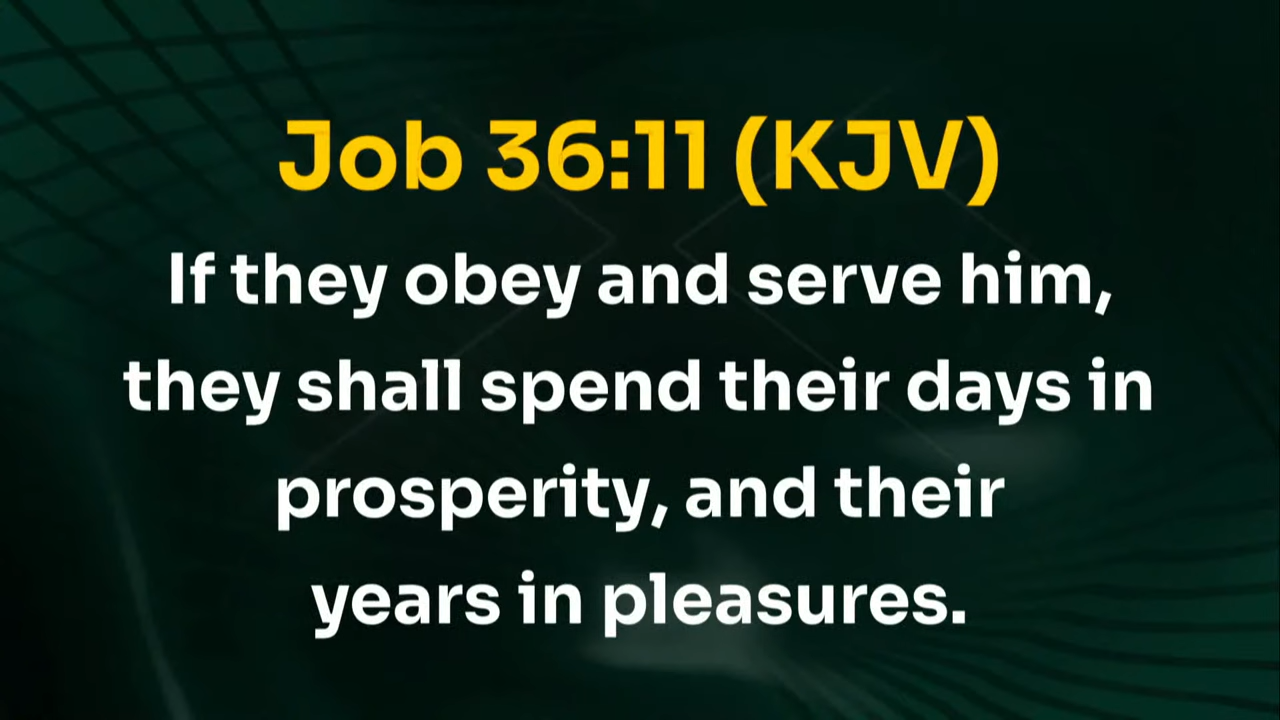 Job 36:11 (KJV)
If they obey and serve him,
they shall spend their days in
prosperity, and their
years in pleasures.